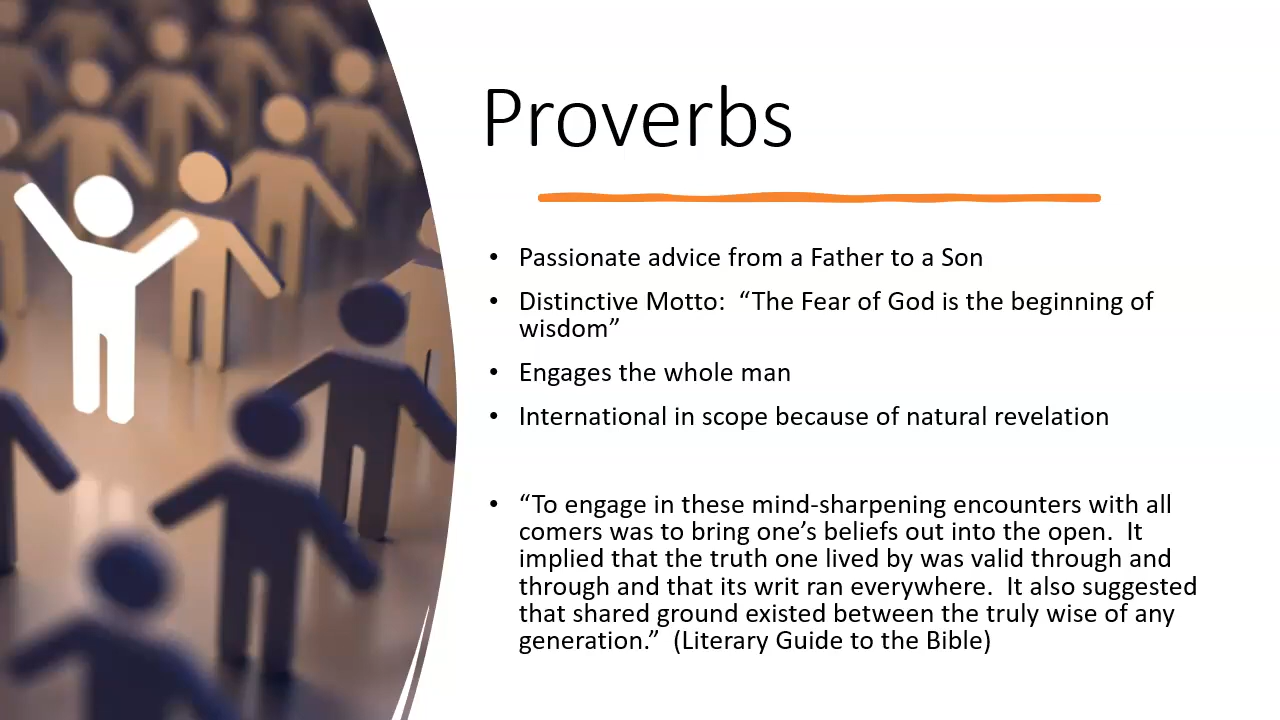 Proverbs
• Passionate advice from a Father to a Son
• Distinctive Motto:  “The Fear of God is the beginning of
wisdom”
• Engages the whole man
• International in scope because of natural revelation
• “To engage in these mind-sharpening encounters with all
comers was to bring one’s beliefs out into the open.  It
implied that the truth one lived by was valid through and
through and that its writ ran everywhere.  It also suggested
that shared ground existed between the truly wise of any
generation.”  (Literary Guide to the Bible)